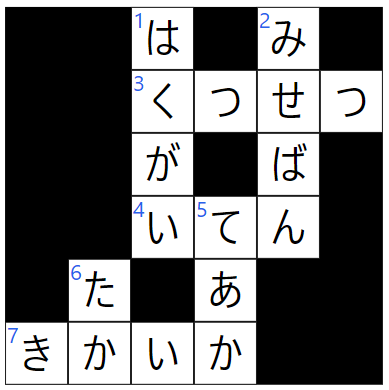 1は 2み
3くつせつ
がば
4い5てん
6たあ
7きかいか